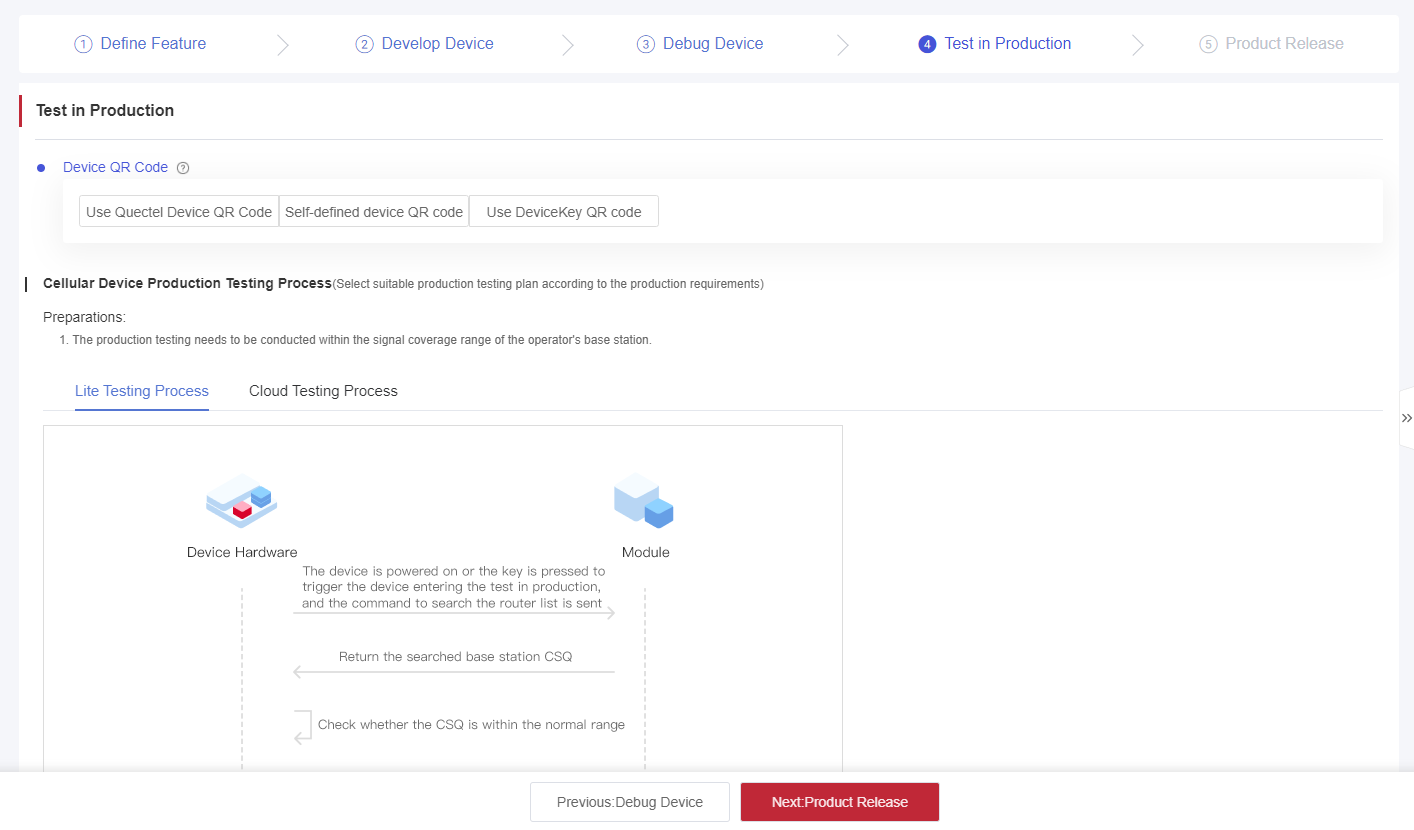 1 Define Feature
2 Develop Device
3 Debug Device
4 Test in Production
5 Product Release
Test in Production
Device QR Code ?
Use Quectel Device QR Code
Self-defined device QR code
Use DeviceKey QR code
Cellular Device Production Testing Process(Select suitable production testing plan according to the production requirements)
Preparations:
1. The production testing needs to be conducted within the signal coverage range of the operator's base station.
Lite Testing Process
Cloud Testing Process
Device Hardware
Module
The device is powered on or the key is pressed to
trigger the device entering the test in production,
and the command to search the router list is sent
Return the searched base station CSQ
Check whether the CSQ is within the normal range
Previous:Debug Device
Next:Product Release